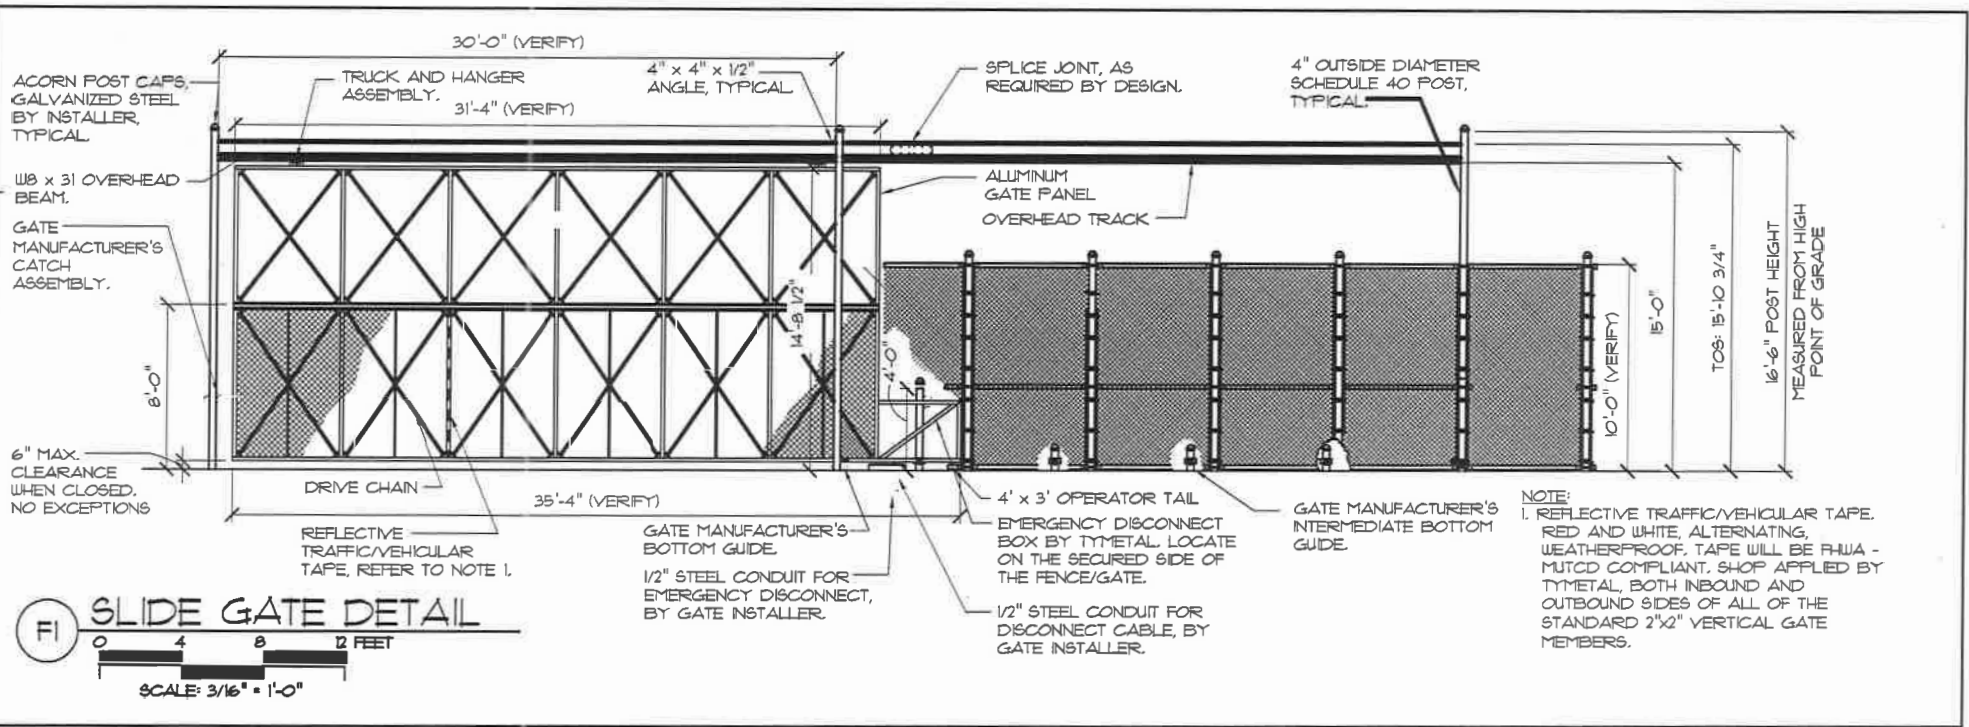 30'-0" (VERIFY)
ACORN POST CAPS,
GALVANIZED STEEL
BY INSTALLER,
TYPICAL.
TRUCK AND HANGER
ASSEMBLY.
31'-4" (VERIFY)
4" x 4" x 1/2"
ANGLE, TYPICAL.
SPLICE JOINT, AS
REQUIRED BY DESIGN.
4" OUTSIDE DIAMETER
SCHEDULE 40 POST,
TYPICAL.
W8 x 31 OVERHEAD
BEAM.
GATE
MANUFACTURER'S
CATCH
ASSEMBLY.
ALUMINUM
GATE PANEL
OVERHEAD TRACK
8'-0"
14'-8 1/2"
4'-0"
10'-0" (VERIFY)
15'-0"
TOS: 15'-10 3/4"
16'-6" POST HEIGHT
MEASURED FROM HIGH
POINT OF GRADE
6" MAX.
CLEARANCE
WHEN CLOSED.
NO EXCEPTIONS
DRIVE CHAIN
35'-4" (VERIFY)
REFLECTIVE
TRAFFIC/VEHICULAR
TAPE, REFER TO NOTE 1.
GATE MANUFACTURER'S
BOTTOM GUIDE.
1/2" STEEL CONDUIT FOR
EMERGENCY DISCONNECT,
BY GATE INSTALLER.
4' x 3' OPERATOR TAIL
EMERGENCY DISCONNECT
BOX BY TYMETAL. LOCATE
ON THE SECURED SIDE OF
THE FENCE/GATE.
1/2" STEEL CONDUIT FOR
DISCONNECT CABLE, BY
GATE INSTALLER.
GATE MANUFACTURER'S
INTERMEDIATE BOTTOM
GUIDE.
NOTE:
1. REFLECTIVE TRAFFIC/VEHICULAR TAPE.
RED AND WHITE, ALTERNATING,
WEATHERPROOF. TAPE WILL BE FHWA -
MUTCD COMPLIANT. SHOP APPLIED BY
TYMETAL, BOTH INBOUND AND
OUTBOUND SIDES OF ALL OF THE
STANDARD 2"x2" VERTICAL GATE
MEMBERS.
F1 SLIDE GATE DETAIL
0 4 8 12 FEET
SCALE: 3/16" = 1'-0"